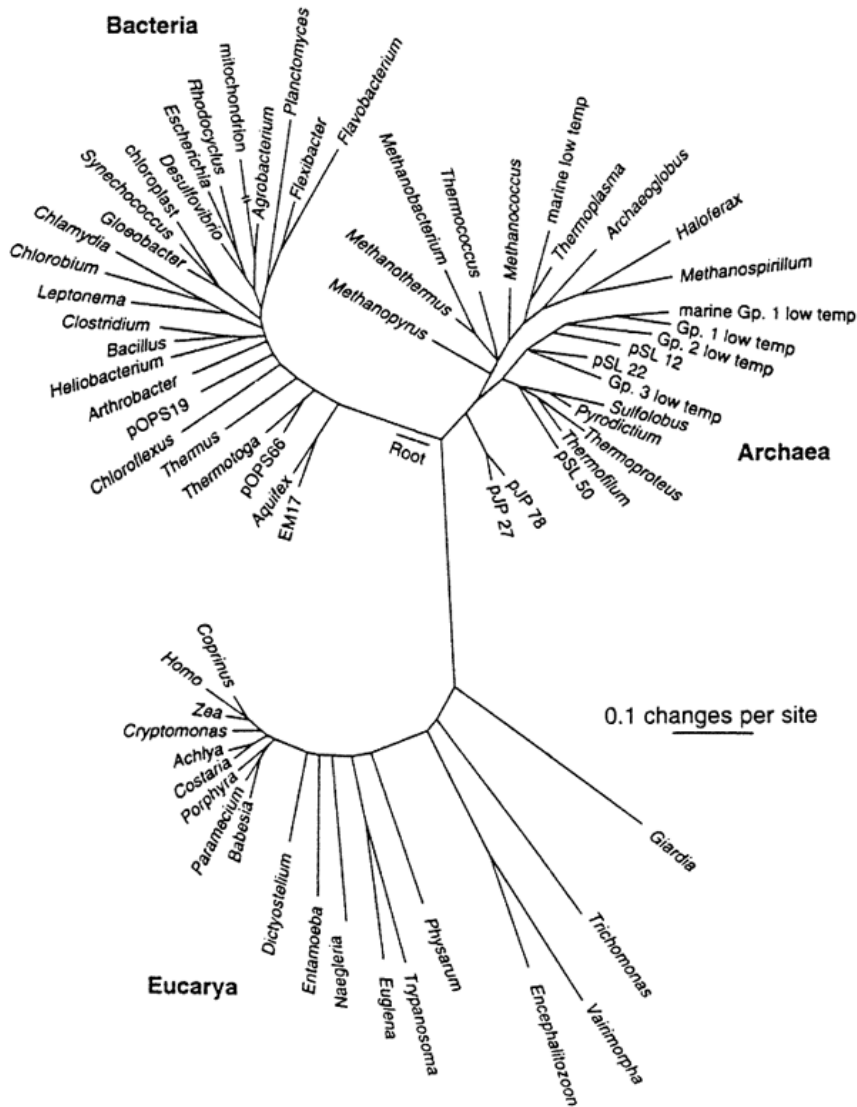 Bacteria
mitochondrion
Rhodocyclus
Escherichia
Desulfovibrio
Agrobacterium
Planctomyces
Flexibacter
Flavobacterium
chloroplast
Synechococcus
Gloeobacter
Chlamydia
Chlorobium
Leptonema
Clostridium
Bacillus
Heliobacterium
Arthrobacter
pOPS19
Chloroflexus
Thermus
Thermotoga
pOPS66
Aquifex
EM17
Root
Methanopyrus
Methanothermus
Methanobacterium
Thermococcus
Methanococcus
marine low temp
Thermoplasma
Archaeoglobus
Haloferax
Methanospirillum
marine Gp. 1 low temp
Gp. 1 low temp
Gp. 2 low temp
pSL 12
pSL 22
Gp. 3 low temp
Sulfolobus
Pyrodictium
Thermoproteus
Thermofilum
pSL 50
pJP 78
pJP 27
Archaea
Coprinus
Homo
Zea
Cryptomonas
Achlya
Costaria
Porphyra
Paramecium
Babesia
Dictyostelium
Entamoeba
Naegleria
Euglena
Trypanosoma
Physarum
Encephalitozoon
Vairimorpha
Trichomonas
Giardia
0.1 changes per site
Eucarya